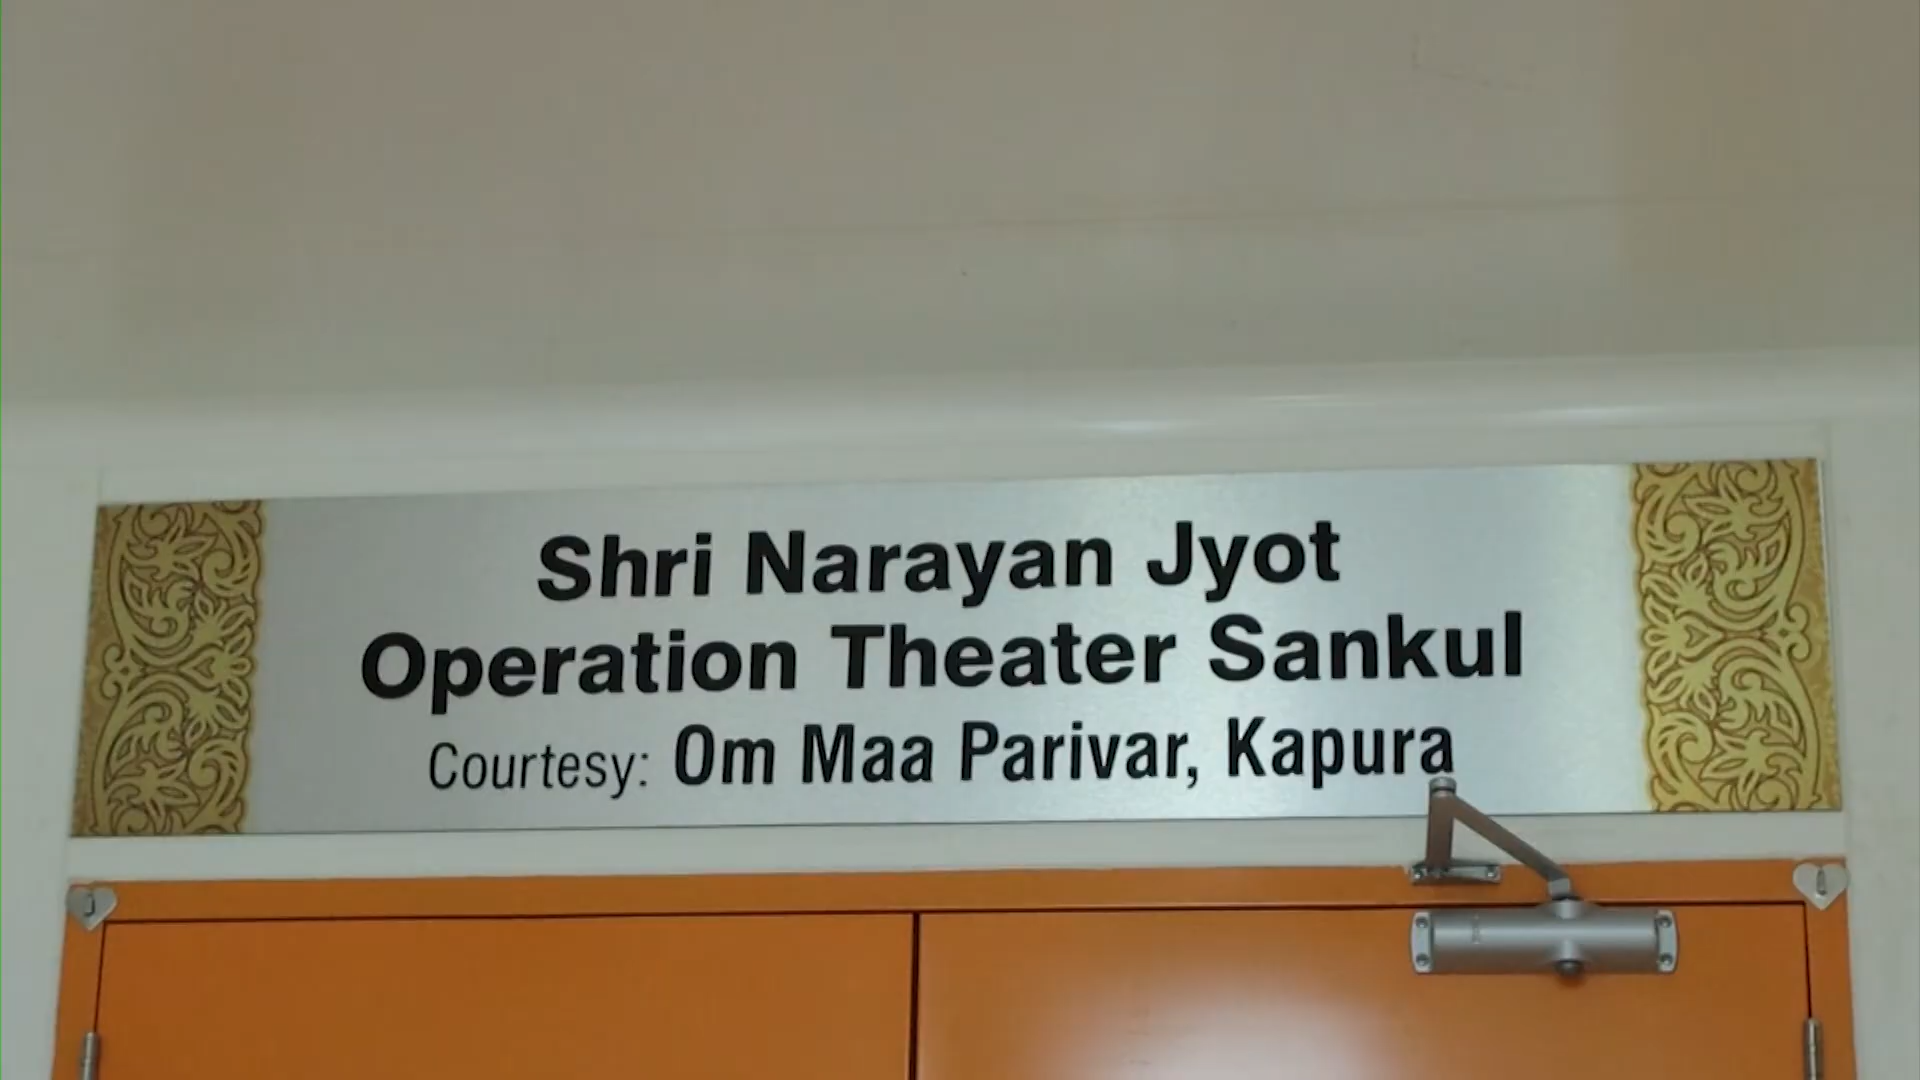 Shri Narayan Jyot
Operation Theater Sankul
Courtesy: Om Maa Parivar, Kapura